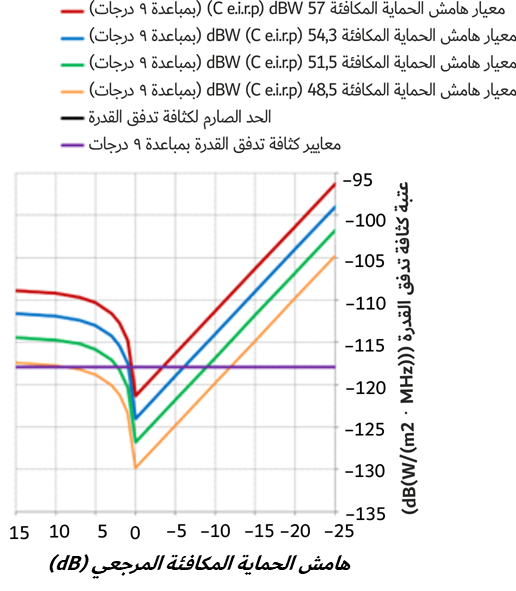 معيار هامش الحماية المكافئة 57 dBW (C e.i.r.p) (بمباعدة ٩ درجات)
معيار هامش الحماية المكافئة 54,3 dBW (C e.i.r.p) (بمباعدة ٩ درجات)
معيار هامش الحماية المكافئة 51,5 dBW (C e.i.r.p) (بمباعدة ٩ درجات)
معيار هامش الحماية المكافئة 48,5 dBW (C e.i.r.p) (بمباعدة ٩ درجات)
الحد الصارم لكثافة تدفق القدرة
معايير كثافة تدفق القدرة بمباعدة ٩ درجات
−95
−100
−105
−110
−115
−120
−125
−130
−135
عتبة كثافة تدفق القدرة (dB(W/(m2 · MHz)))
15 10 5 0 −5 −10 −15 −20 −25
هامش الحماية المكافئة المرجعي (dB)